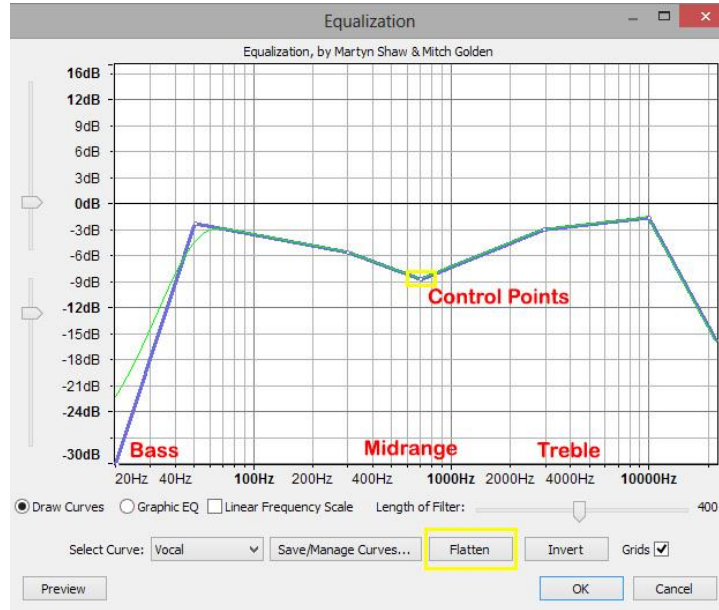 Equalization
Equalization, by Martyn Shaw & Mitch Golden
16dB
12dB
9dB
6dB
3dB
0dB
-3dB
-6dB
-9dB
-12dB
-15dB
-18dB
-21dB
-24dB
-30dB
Control Points
Bass Midrange Treble
20Hz 40Hz 100Hz 200Hz 400Hz 1000Hz 2000Hz 4000Hz 10000Hz
Draw Curves Graphic EQ Linear Frequency Scale Length of Filter: 400
Select Curve: Vocal Save/Manage Curves... Flatten Invert Grids
Preview OK Cancel